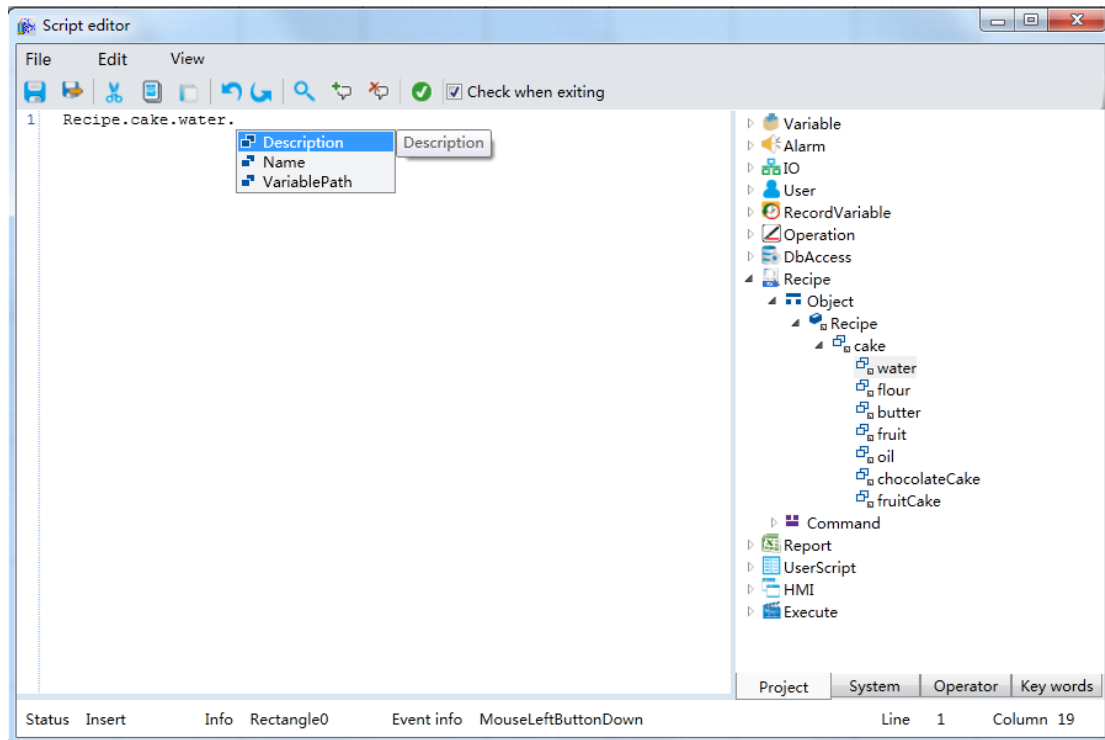 Script editor
File Edit View
Check when exiting
1 Recipe.cake.water.
Description Description
Name
VariablePath
Variable
Alarm
IO
User
RecordVariable
Operation
DbAccess
Recipe
Object
Recipe
cake
water
flour
butter
fruit
oil
chocolateCake
fruitCake
Command
Report
UserScript
HMI
Execute
Project System Operator Key words
Status Insert Info Rectangle0 Event info MouseLeftButtonDown Line 1 Column 19